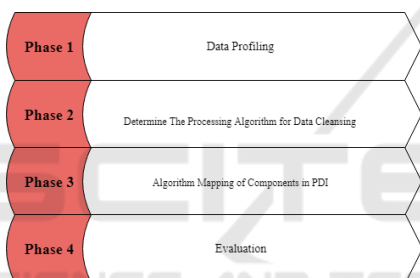 Phase 1
Data Profiling
Phase 2
Determine The Processing Algorithm for Data Cleansing
Phase 3
Algorithm Mapping of Components in PDI
Phase 4
Evaluation